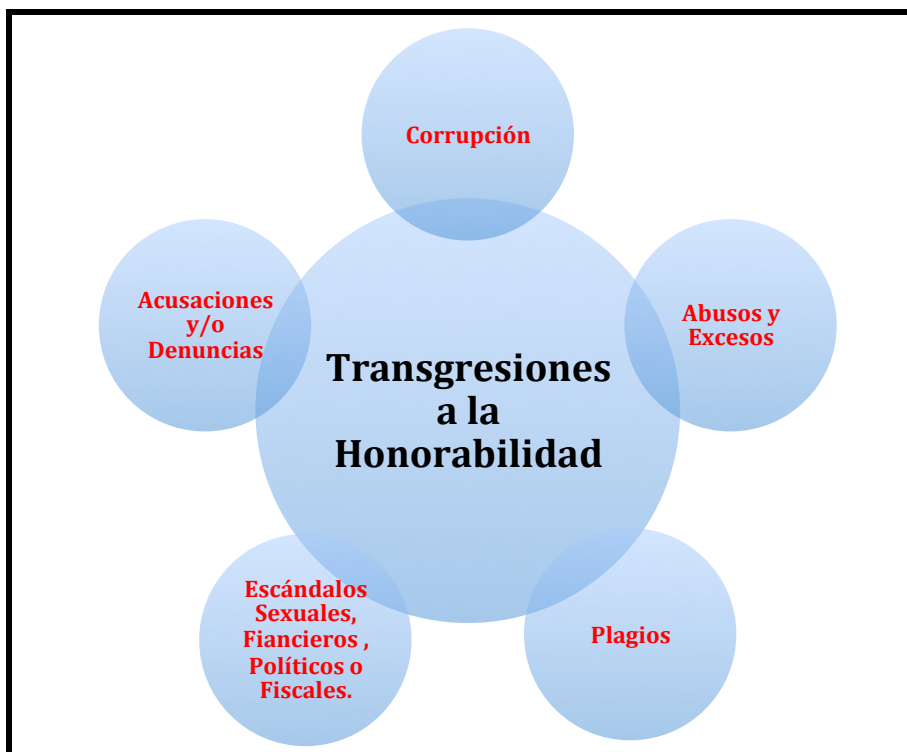 Corrupción
Acusaciones
y/o
Denuncias
Abusos y
Excesos
Transgresiones
a la
Honorabilidad
Escándalos
Sexuales,
Fiancieros ,
Políticos o
Fiscales.
Plagios